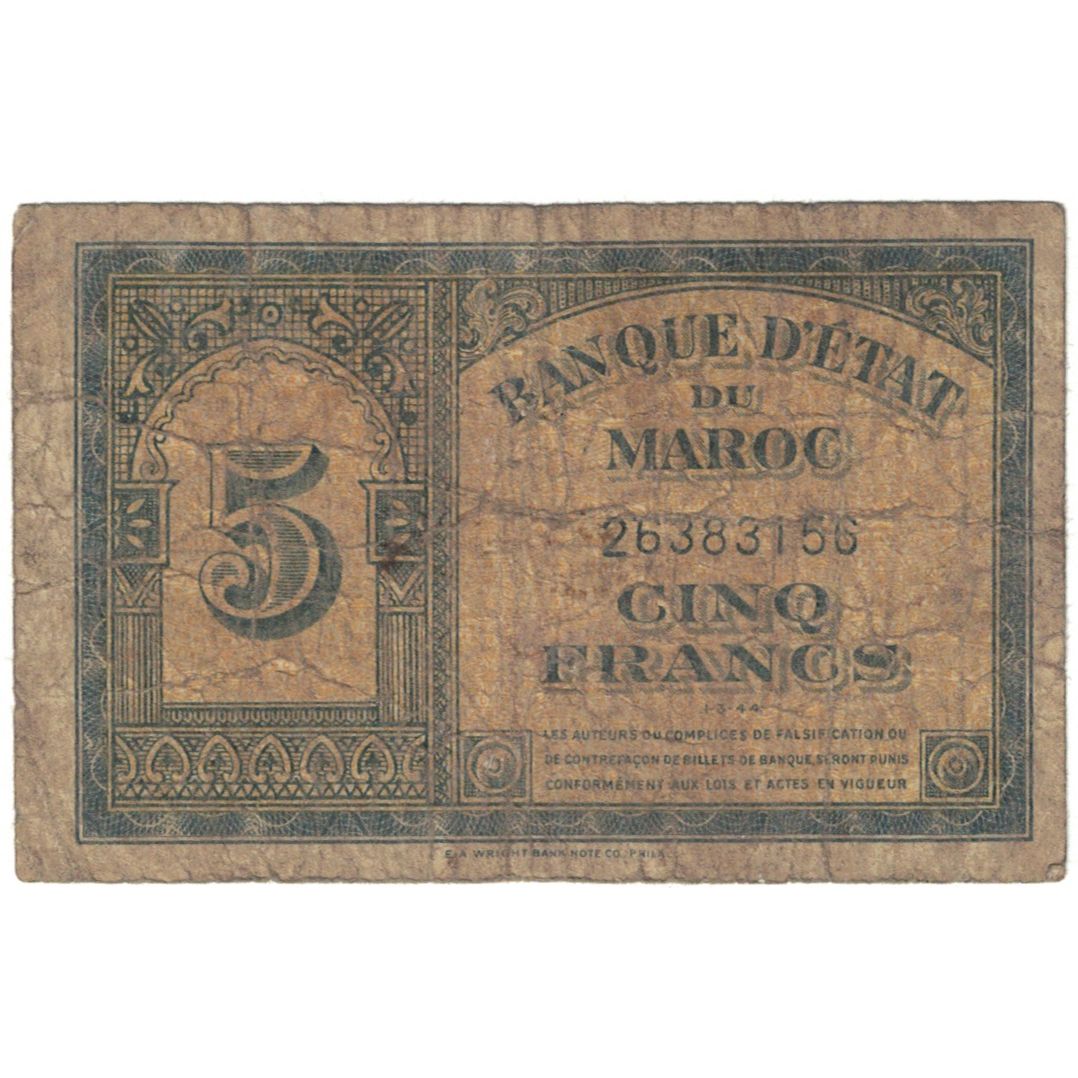 5
BANQUE D'ÉTAT
DU
MAROC
26383156
CINQ
FRANCS
1-3-44
LES AUTEURS OU COMPLICES DE FALSIFICATION OU
DE CONTREFAÇON DE BILLETS DE BANQUE, SERONT PUNIS
CONFORMÉMENT AUX LOIS ET ACTES EN VIGUEUR
E.A. WRIGHT BANK NOTE CO. PHILA.